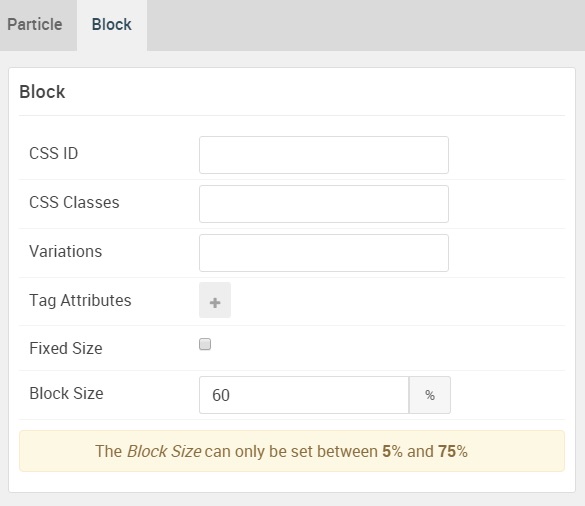 Particle Block
Block
CSS ID
CSS Classes
Variations
Tag Attributes
+
Fixed Size
Block Size 60 %
The Block Size can only be set between 5% and 75%